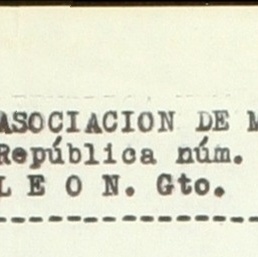 ASOCIACION DE M
República núm.
L E O N. Gto.